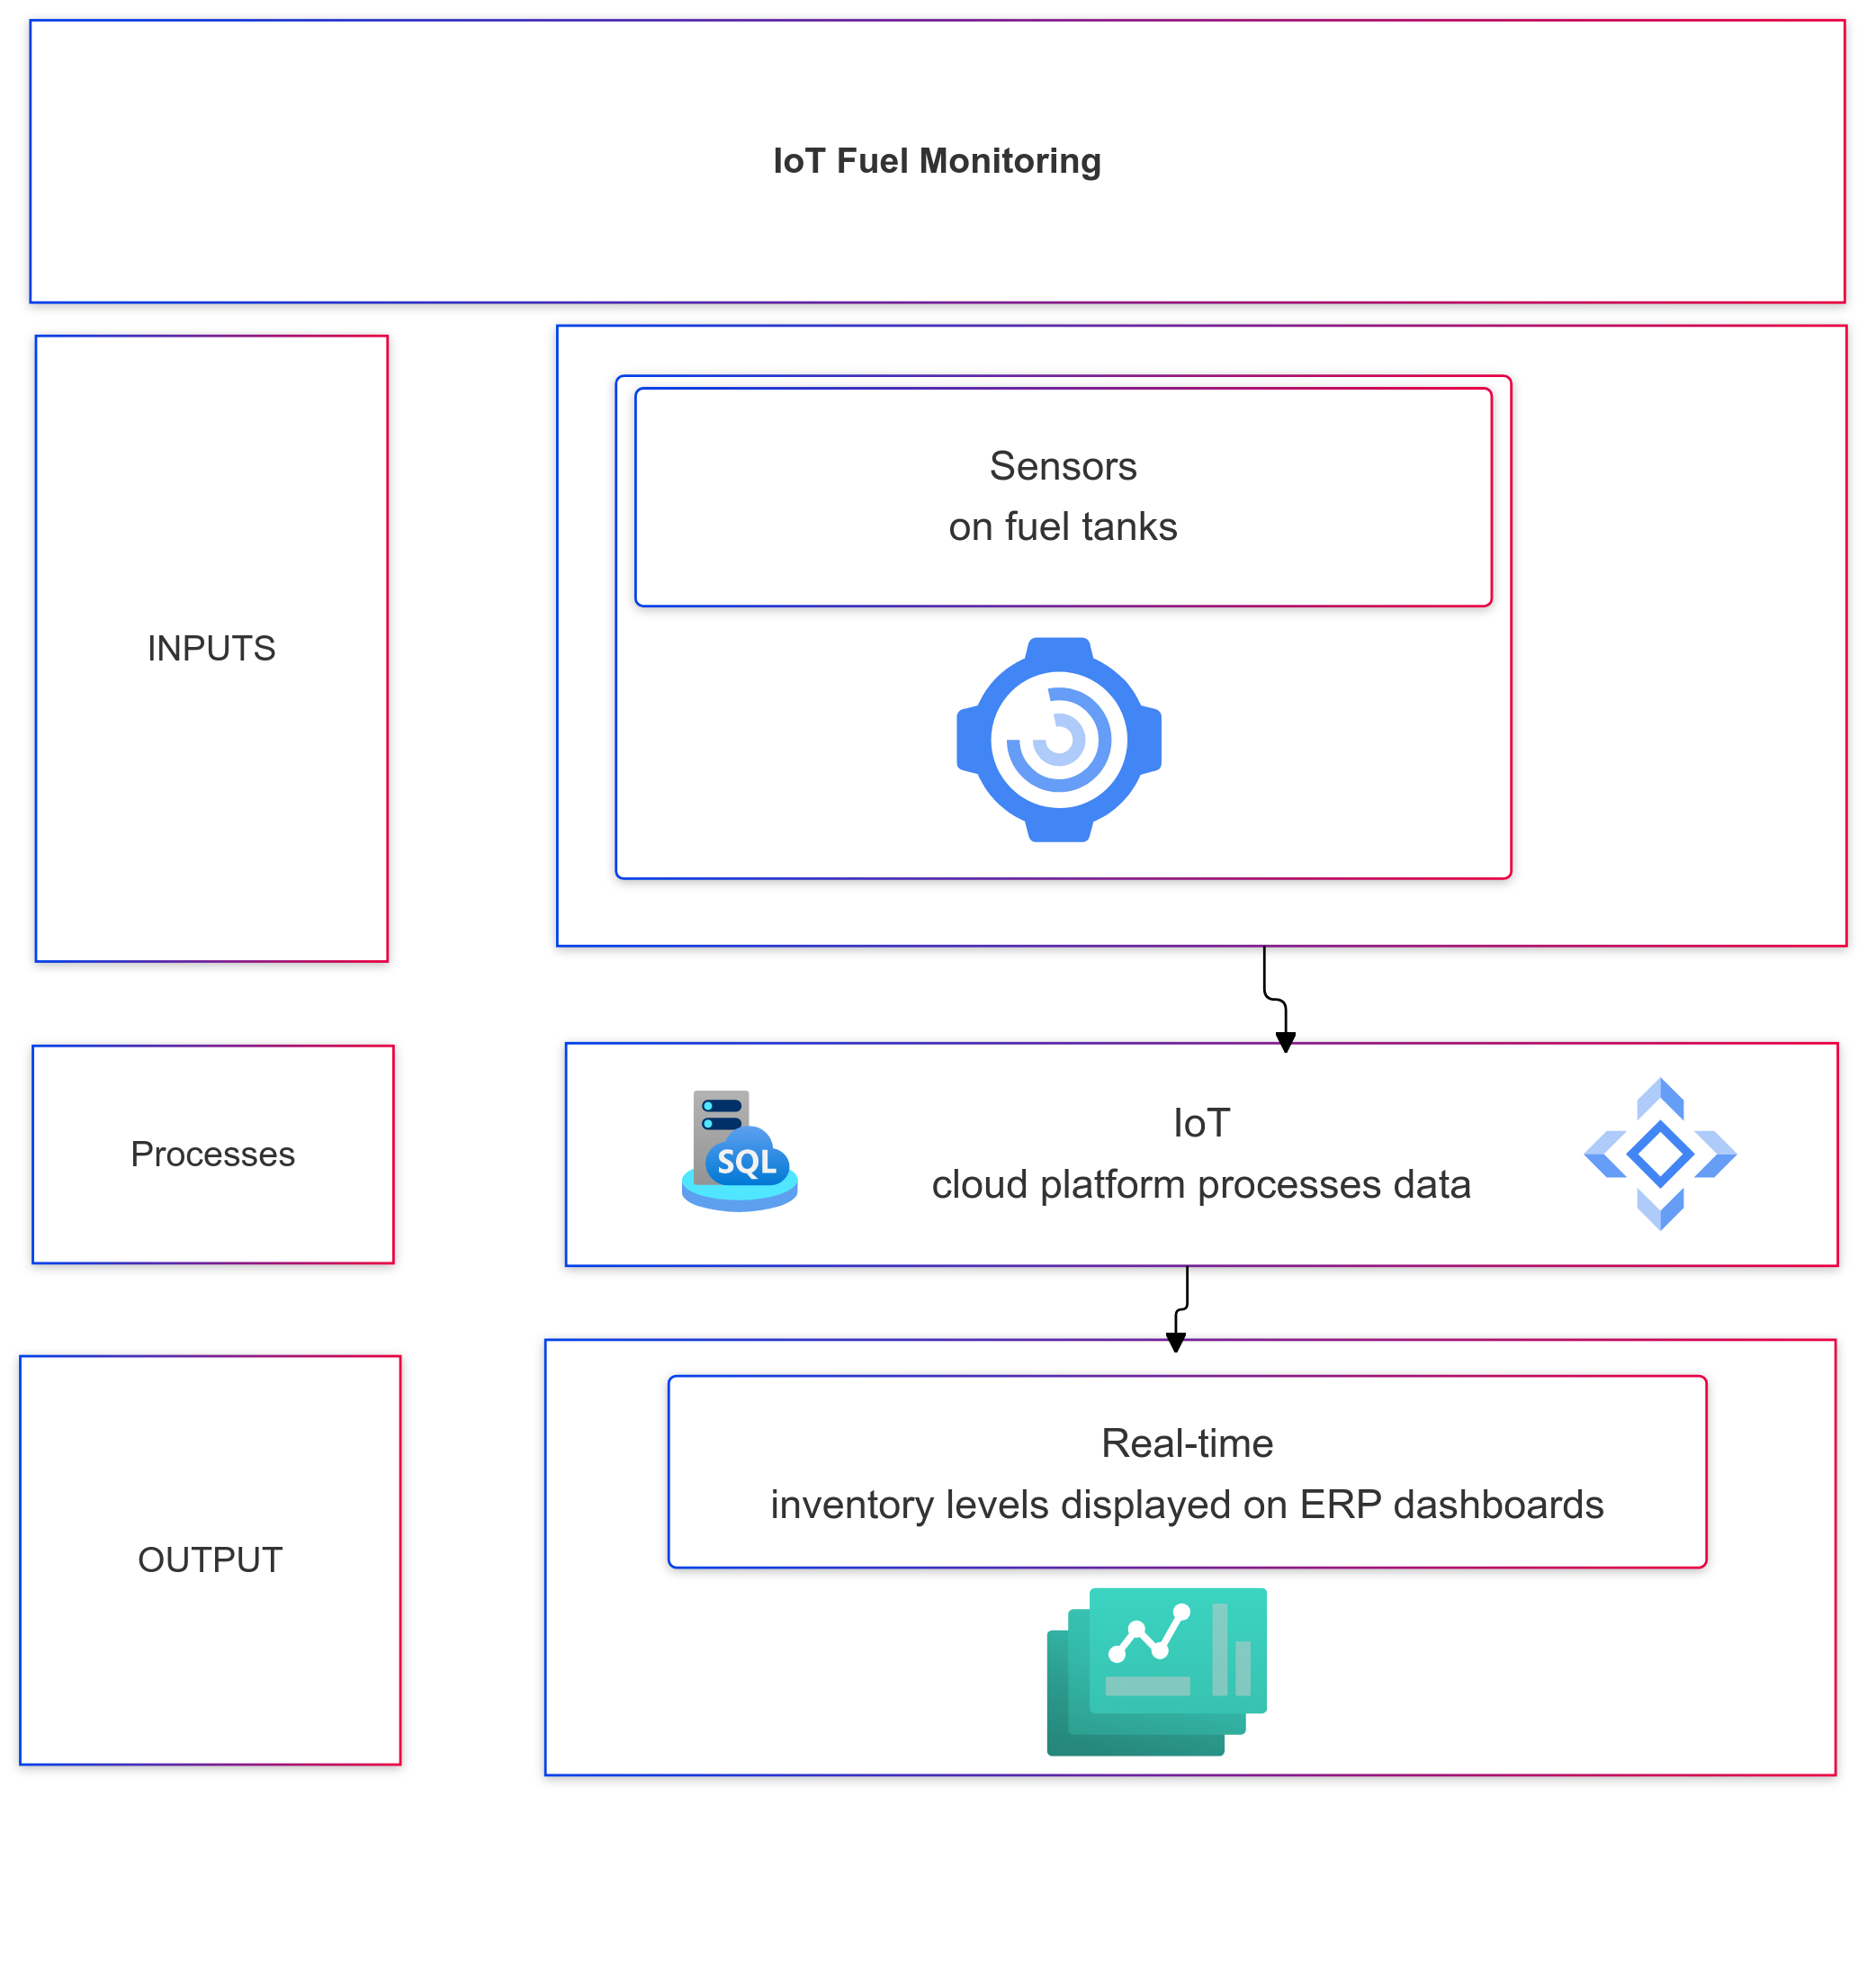 IoT Fuel Monitoring
INPUTS
Sensors
on fuel tanks
Processes
SQL
IoT
cloud platform processes data
OUTPUT
Real-time
inventory levels displayed on ERP dashboards